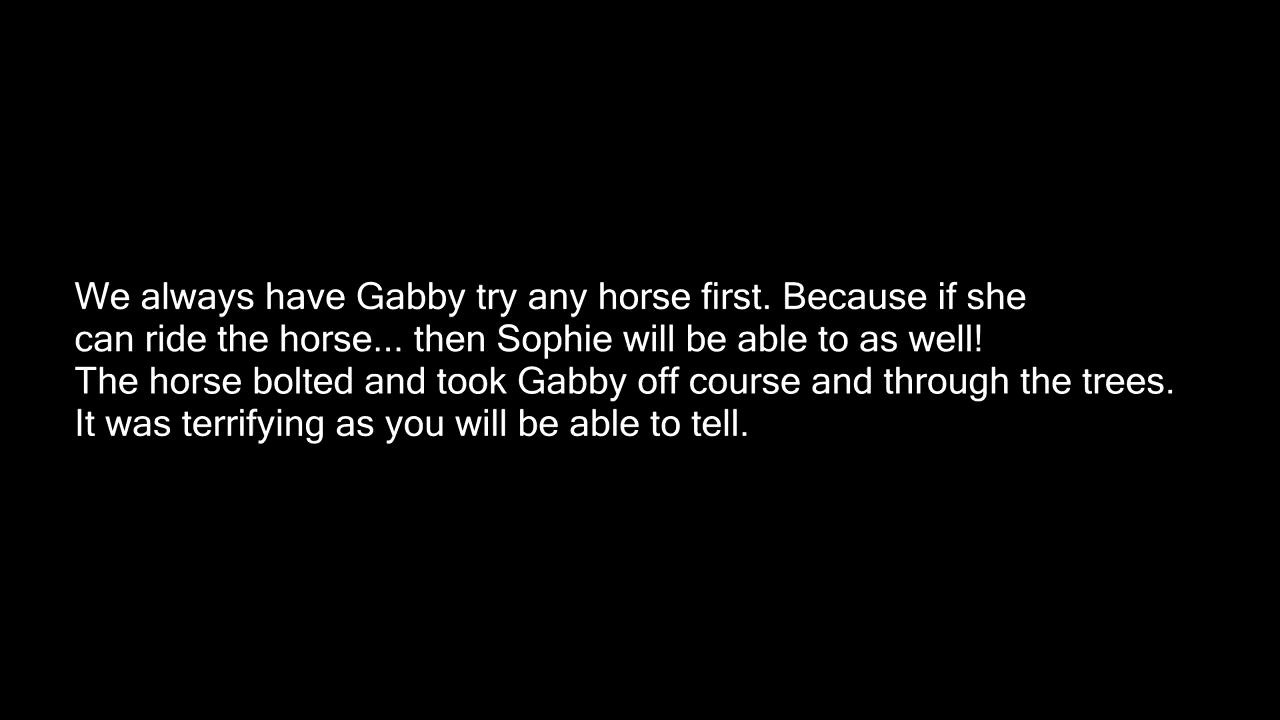 We always have Gabby try any horse first. Because if she
can ride the horse... then Sophie will be able to as well!
The horse bolted and took Gabby off course and through the trees.
It was terrifying as you will be able to tell.